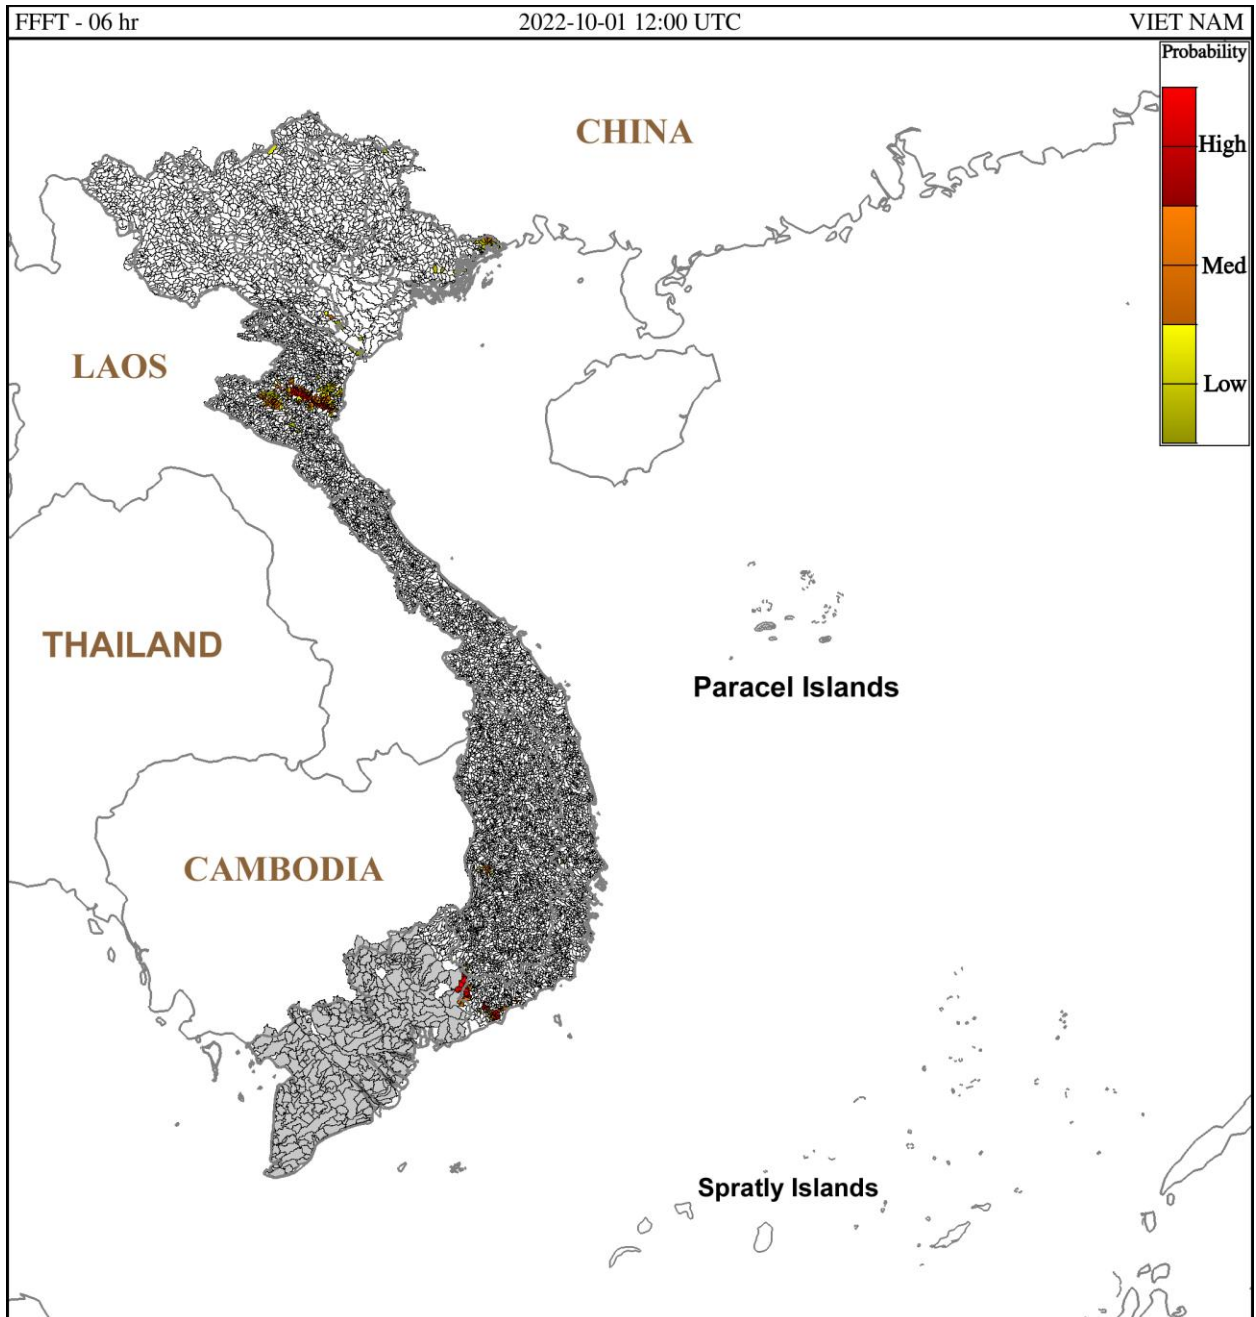 FFFT - 06 hr
2022-10-01 12:00 UTC
VIET NAM
Probability
High
Med
Low
CHINA
LAOS
THAILAND
Paracel Islands
CAMBODIA
Spratly Islands